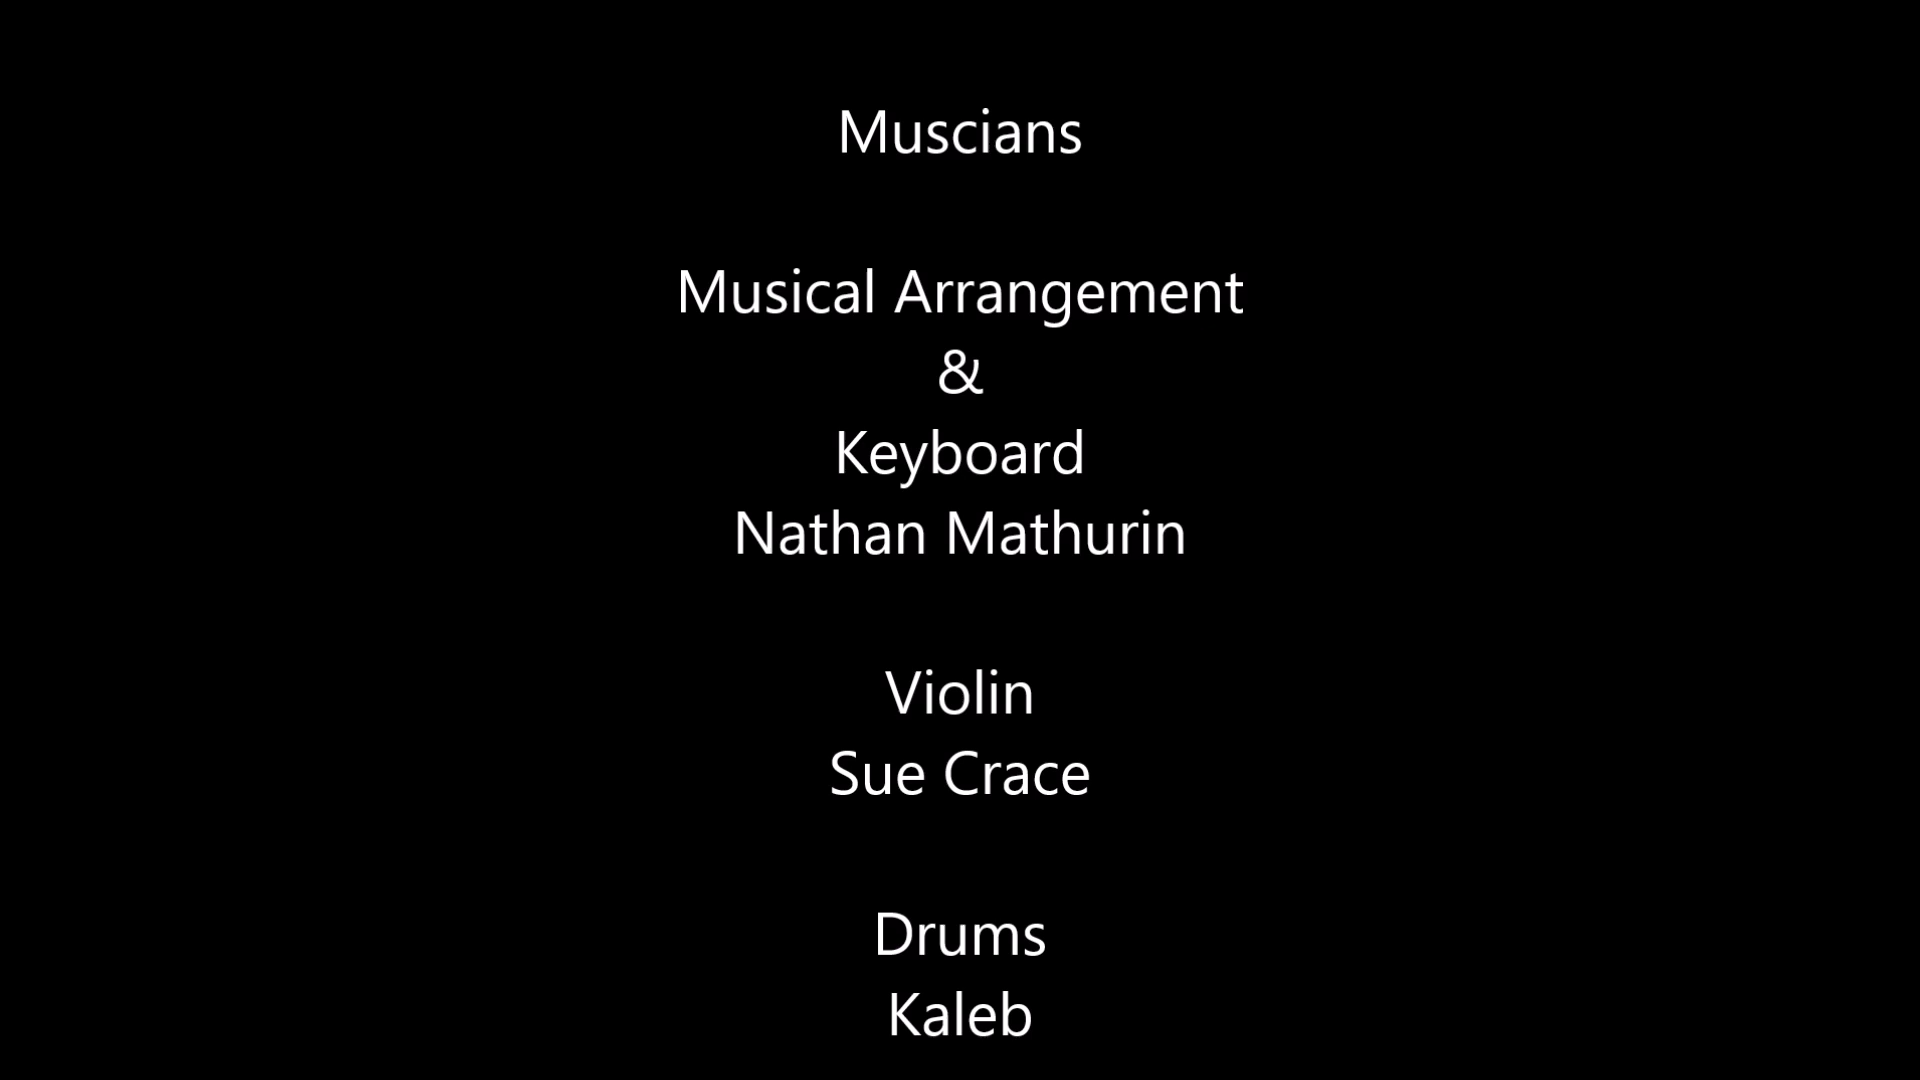 Muscians
Musical Arrangement
&
Keyboard
Nathan Mathurin
Violin
Sue Crace
Drums
Kaleb